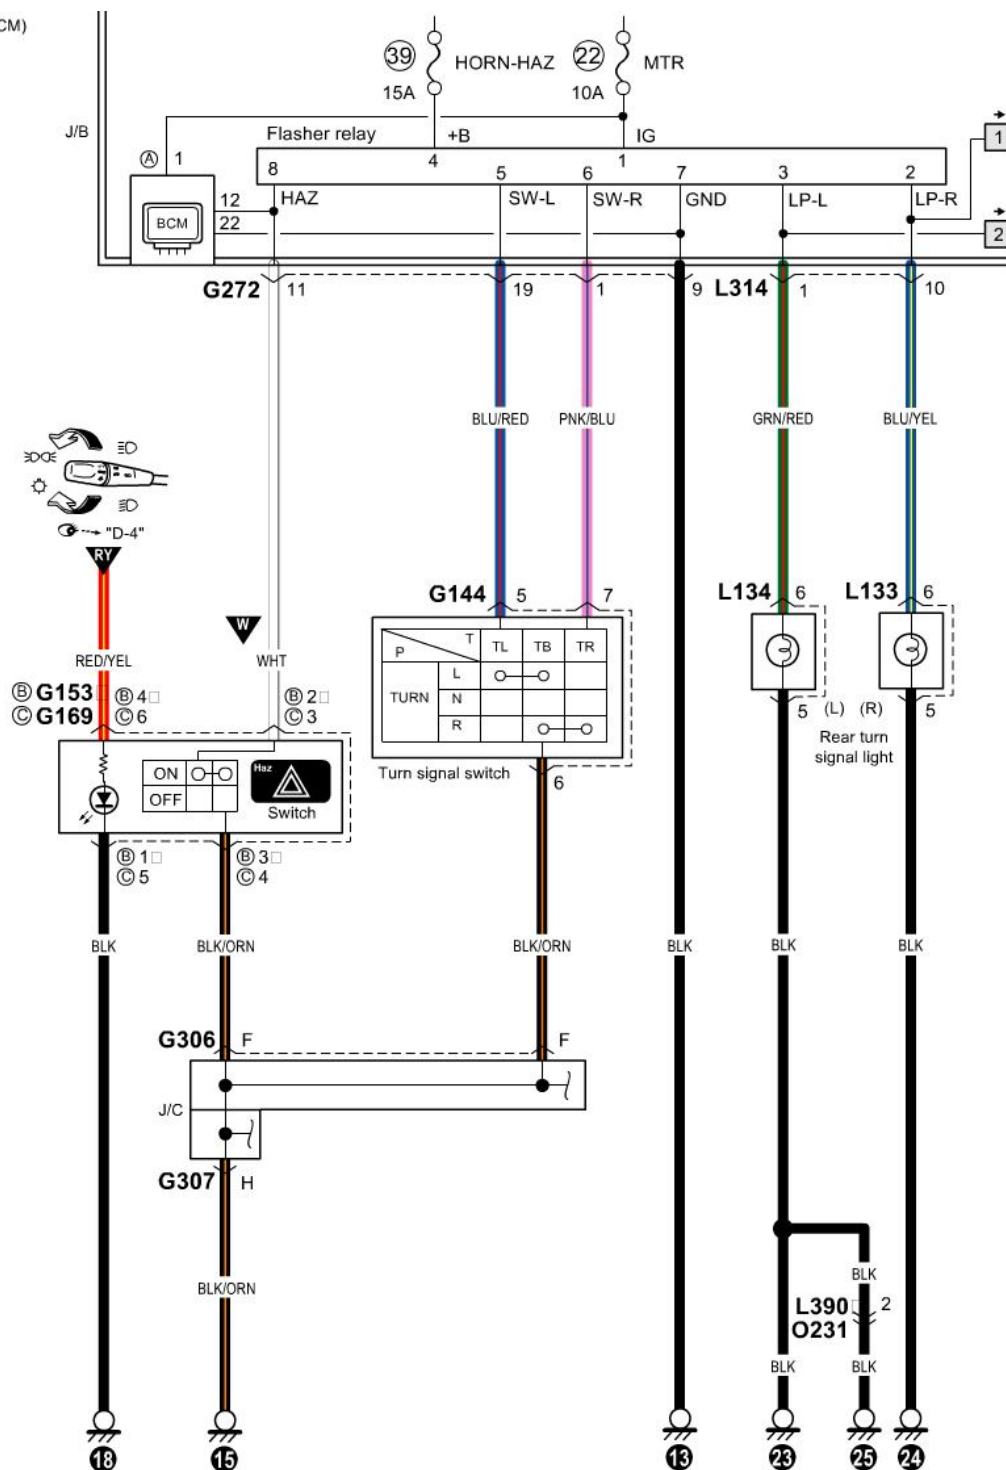 CM)
39 HORN-HAZ 22 MTR
15A 10A
J/B
Flasher relay +B IG
A 1
8 4 5 6 1 7 3 2
HAZ SW-L SW-R GND LP-L LP-R
12
22
BCM
1
2
G272 11 19 1 9 L314 1 10
BLU/RED PNK/BLU GRN/RED BLU/YEL
"D-4"
RY
W
G144 5 7 L134 6 L133 6
RED/YEL WHT
B G153 B 4 B 2
C G169 C 6 C 3
P T TL TB TR
TURN L
N
R
5 (L) (R) 5
Rear turn
signal light
Turn signal switch 6
ON
OFF
Haz
Switch
B 1 B 3
C 5 C 4
BLK BLK/ORN BLK/ORN BLK BLK BLK
G306 F F
J/C
G307 H
BLK/ORN
BLK
L390 2
O231
BLK BLK
18 15 13 23 25 24